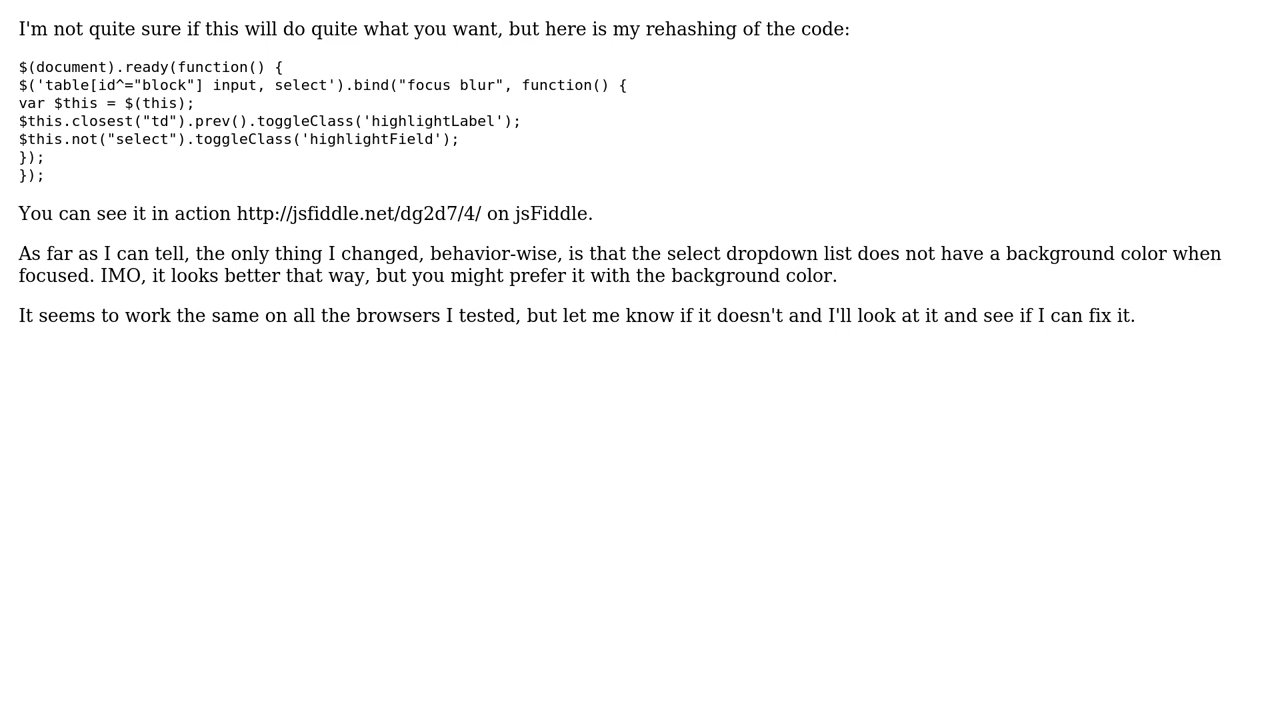 I'm not quite sure if this will do quite what you want, but here is my rehashing of the code:
$(document).ready(function() {
$('table[id^="block"] input, select').bind("focus blur", function() {
var $this = $(this);
$this.closest("td").prev().toggleClass('highlightLabel');
$this.not("select").toggleClass('highlightField');
});
});
You can see it in action http://jsfiddle.net/dg2d7/4/ on jsFiddle.
As far as I can tell, the only thing I changed, behavior-wise, is that the select dropdown list does not have a background color when
focused. IMO, it looks better that way, but you might prefer it with the background color.
It seems to work the same on all the browsers I tested, but let me know if it doesn't and I'll look at it and see if I can fix it.